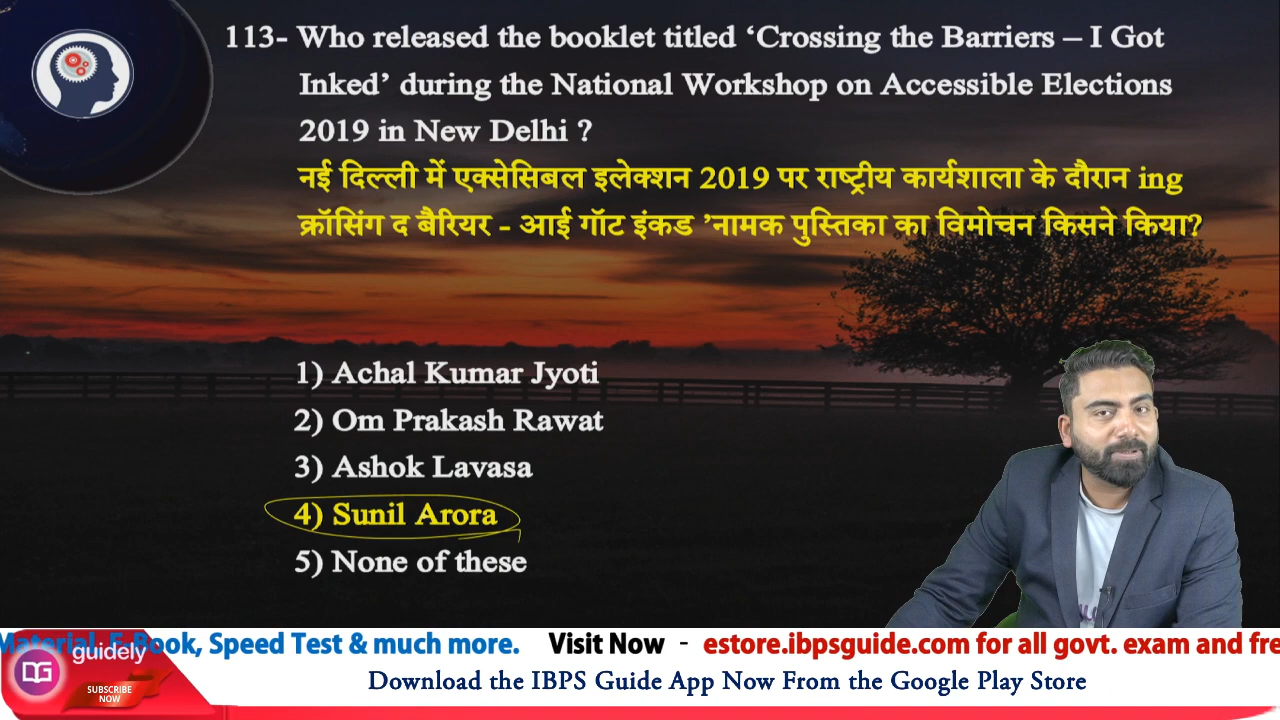 113- Who released the booklet titled ‘Crossing the Barriers – I Got
Inked’ during the National Workshop on Accessible Elections
2019 in New Delhi ?
नई दिल्ली में एक्सेसिबल इलेक्शन 2019 पर राष्ट्रीय कार्यशाला के दौरान ing
क्रॉसिंग द बैरियर - आई गॉट इंकड ’नामक पुस्तिका का विमोचन किसने किया?
1) Achal Kumar Jyoti
2) Om Prakash Rawat
3) Ashok Lavasa
4) Sunil Arora
5) None of these
Material, E-Book, Speed Test & much more. Visit Now - estore.ibpsguide.com for all govt. exam and fre
guidely
SUBSCRIBE
NOW
Download the IBPS Guide App Now From the Google Play Store